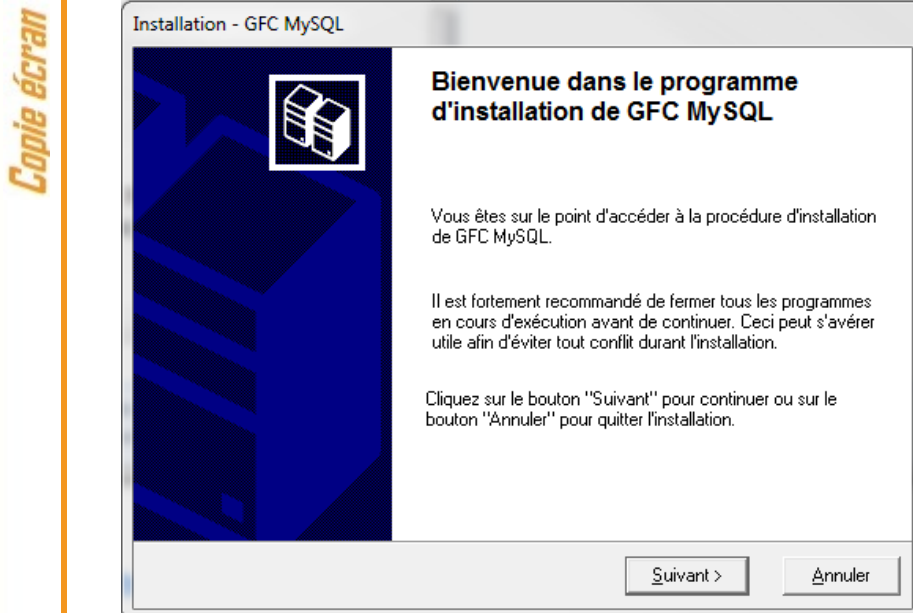 Copie écran
Installation - GFC MySQL
Bienvenue dans le programme
d'installation de GFC MySQL
Vous êtes sur le point d'accéder à la procédure d'installation
de GFC MySQL.
Il est fortement recommandé de fermer tous les programmes
en cours d'exécution avant de continuer. Ceci peut s'avérer
utile afin d'éviter tout conflit durant l'installation.
Cliquez sur le bouton "Suivant" pour continuer ou sur le
bouton "Annuler" pour quitter l'installation.
Suivant > Annuler